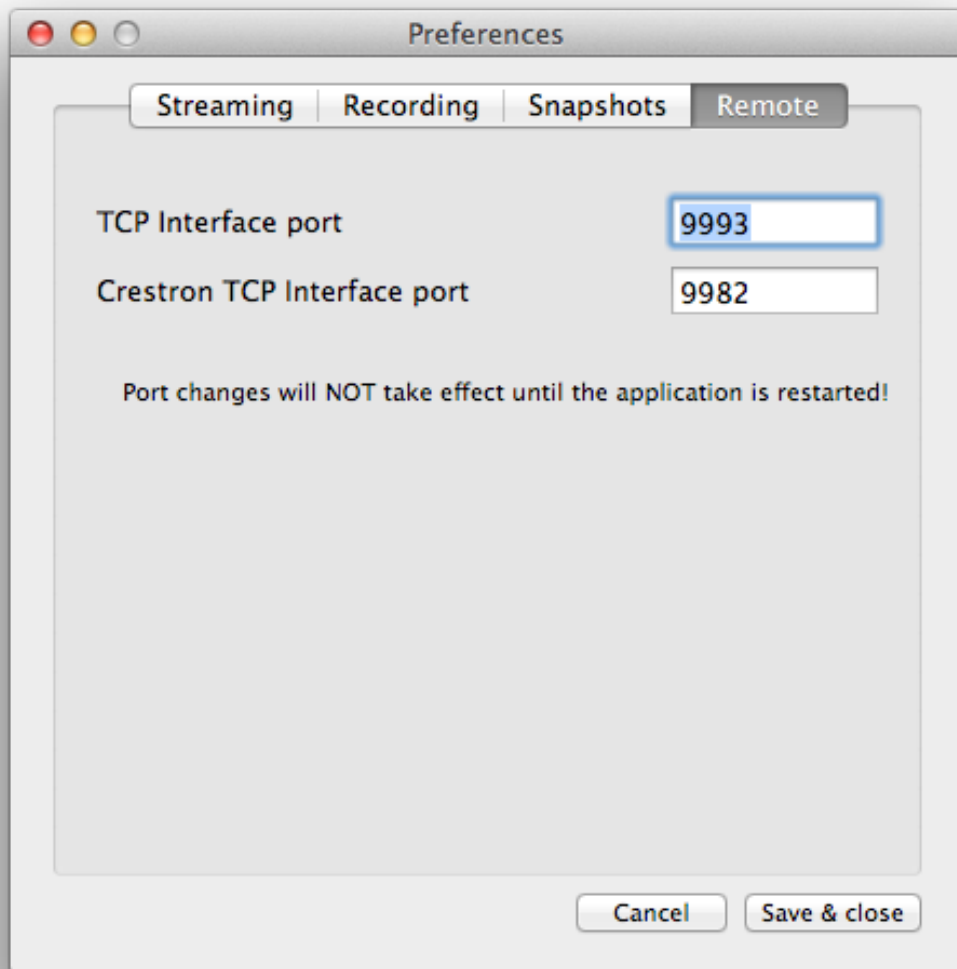 Preferences
Streaming Recording Snapshots Remote
TCP Interface port 9993
Crestron TCP Interface port 9982
Port changes will NOT take effect until the application is restarted!
Cancel Save & close